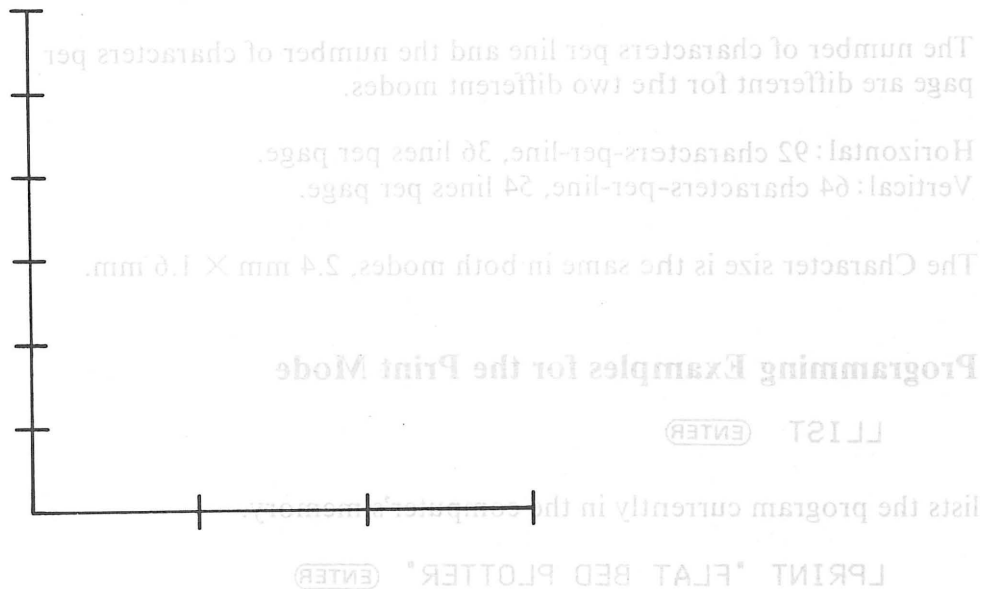 The number of characters per line and the number of characters per
page are different for the two different modes.
Horizontal: 92 characters-per-line, 36 lines per page.
Vertical: 64 characters-per-line, 54 lines per page.
The Character size is the same in both modes, 2.4 mm × 1.6 mm.
Programming Examples for the Print Mode
LLIST ENTER
lists the program currently in the computer's memory.
LPRINT "FLAT BED PLOTTER" ENTER